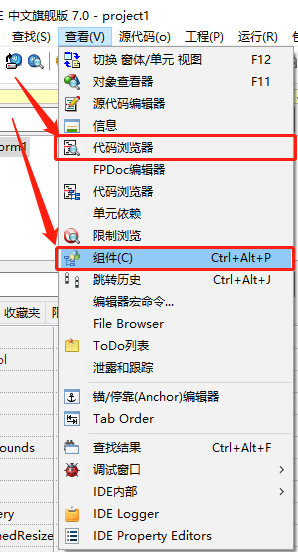 E 中文旗舰版 7.0 - project1
查找(S) 查看(V) 源代码(o) 工程(P) 运行(R)
切换 窗体/单元 视图 F12
对象查看器 F11
源代码编辑器
信息
代码浏览器
orm1
FPDoc编辑器
代码浏览器
单元依赖
限制浏览
组件(C) Ctrl+Alt+P
跳转历史 Ctrl+Alt+J
编辑器宏命令...
收藏夹
File Browser
ToDo列表
ol
泄露和跟踪
锚/停靠(Anchor)编辑器
Tab Order
ounds
查找结果 Ctrl+Alt+F
调试窗口
IDE内部
ery
IDE Logger
nedResize
IDE Property Editors